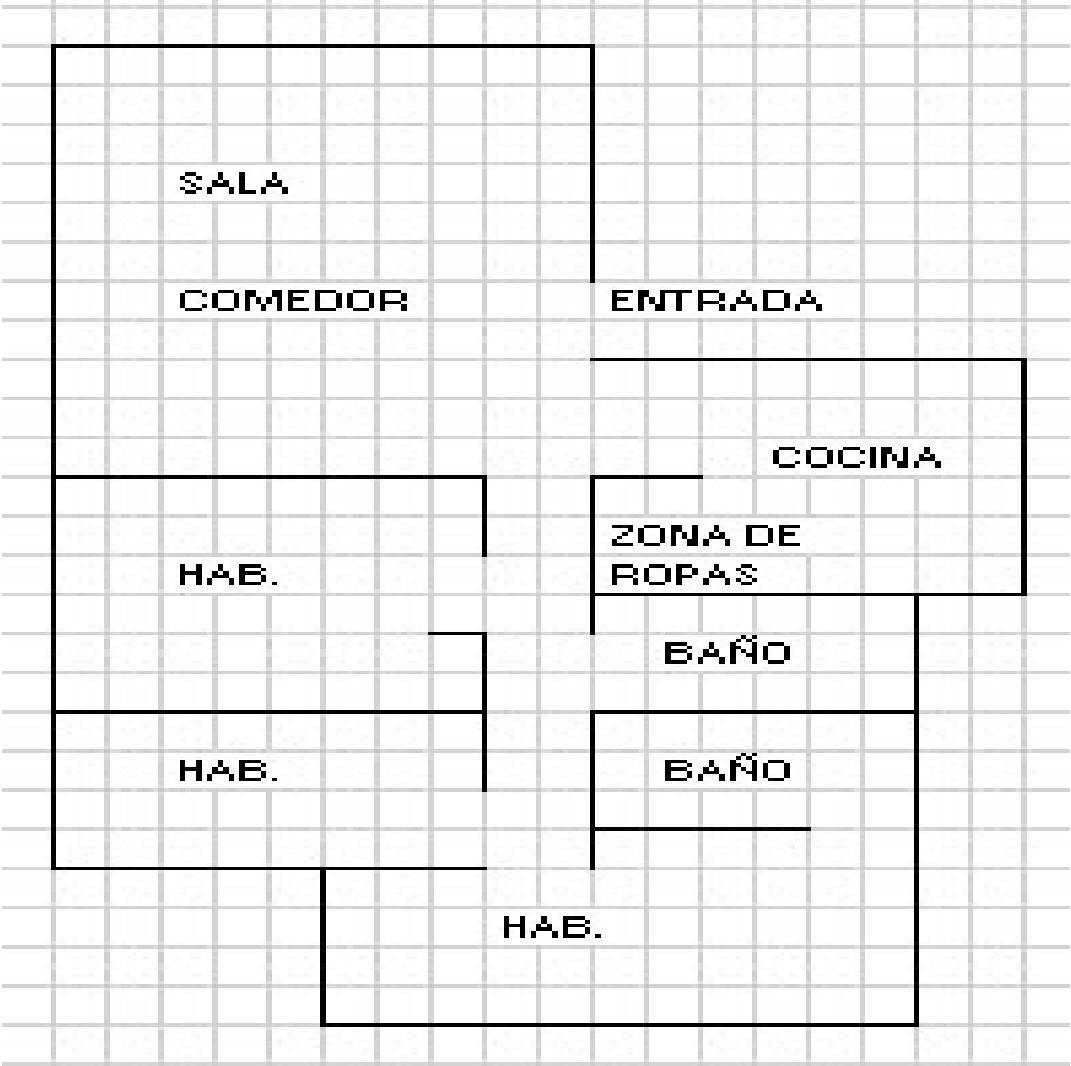 SALA
COMEDOR
ENTRADA
COCINA
ZONA DE
ROPAS
HAB.
BAÑO
HAB.
BAÑO
HAB.